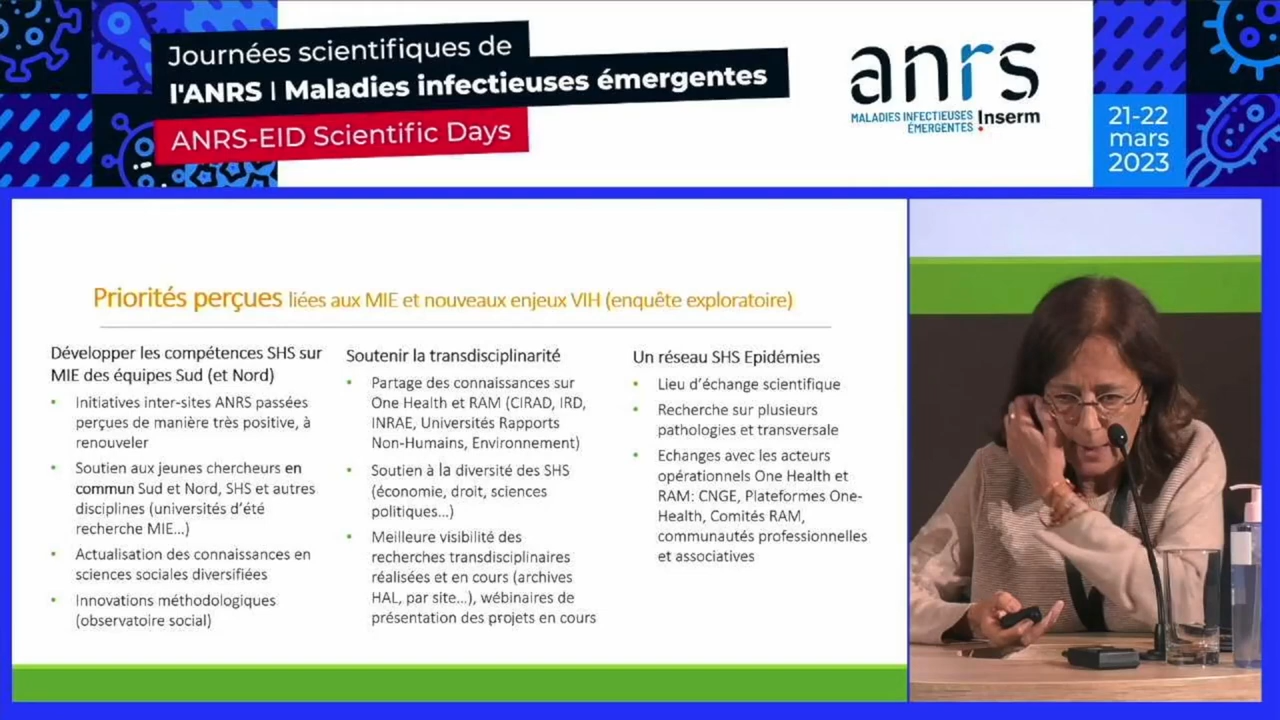 Journées scientifiques de
l'ANRS | Maladies infectieuses émergentes
ANRS-EID Scientific Days
anrs
MALADIES INFECTIEUSES
ÉMERGENTES
Inserm
21-22
mars
2023
Priorités perçues liées aux MIE et nouveaux enjeux VIH (enquête exploratoire)
Développer les compétences SHS sur
MIE des équipes Sud (et Nord)
• Initiatives inter-sites ANRS passées
perçues de manière très positive, à
renouveler
• Soutien aux jeunes chercheurs en
commun Sud et Nord, SHS et autres
disciplines (universités d'été
recherche MIE...)
• Actualisation des connaissances en
sciences sociales diversifiées
• Innovations méthodologiques
(observatoire social)
Soutenir la transdisciplinarité
• Partage des connaissances sur
One Health et RAM (CIRAD, IRD,
INRAE, Universités Rapports
Non-Humains, Environnement)
• Soutien à la diversité des SHS
(économie, droit, sciences
politiques...)
• Meilleure visibilité des
recherches transdisciplinaires
réalisées et en cours (archives
HAL, par site...), wébinaires de
présentation des projets en cours
Un réseau SHS Epidémies
• Lieu d'échange scientifique
• Recherche sur plusieurs
pathologies et transversale
• Echanges avec les acteurs
opérationnels One Health et
RAM: CNGE, Plateformes One-
Health, Comités RAM,
communautés professionnelles
et associatives